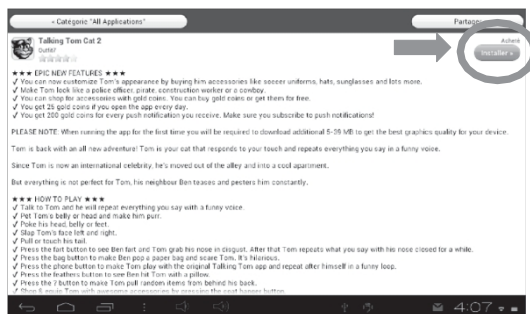 « Catégorie "All Applications"
Partager
Talking Tom Cat 2
Outfit7
Acheté
Installer »
★★★ EPIC NEW FEATURES ★★★
✓ You can now customize Tom's appearance by buying him accessories like soccer uniforms, hats, sunglasses and lots more.
✓ Make Tom look like a police officer, pirate, construction worker or a cowboy.
✓ You can shop for accessories with gold coins. You can buy gold coins or get them for free.
✓ You get 25 gold coins if you open the app every day.
✓ You get 200 gold coins for every push notification you receive. Make sure you subscribe to push notifications!
PLEASE NOTE: When running the app for the first time you will be required to download additional 5-39 MB to get the best graphics quality for your device.
Tom is back with an all new adventure! Tom is your cat that responds to your touch and repeats everything you say in a funny voice.
Since Tom is now an international celebrity, he's moved out of the alley and into a cool apartment.
But everything is not perfect for Tom, his neighbour Ben teases and pesters him constantly.
★★★ HOW TO PLAY ★★★
✓ Talk to Tom and he will repeat everything you say with a funny voice.
✓ Pet Tom's belly or head and make him purr.
✓ Poke his head, belly or feet.
✓ Slap Tom's face left and right.
✓ Pull or touch his tail.
✓ Press the fart button to see Ben fart and Tom grab his nose in disgust. After that Tom repeats what you say with his nose closed for a while.
✓ Press the bag button to make Ben pop a paper bag and scare Tom. It's hilarious.
✓ Press the phone button to make Tom play with the original Talking Tom app and repeat after himself in a funny loop.
✓ Press the feathers button to see Ben hit Tom with a pillow.
✓ Press the ? button to make Tom pull random items from behind his back.
✓ Shop & equip Tom with awesome accessories by pressing the coat hanger button.
4:07